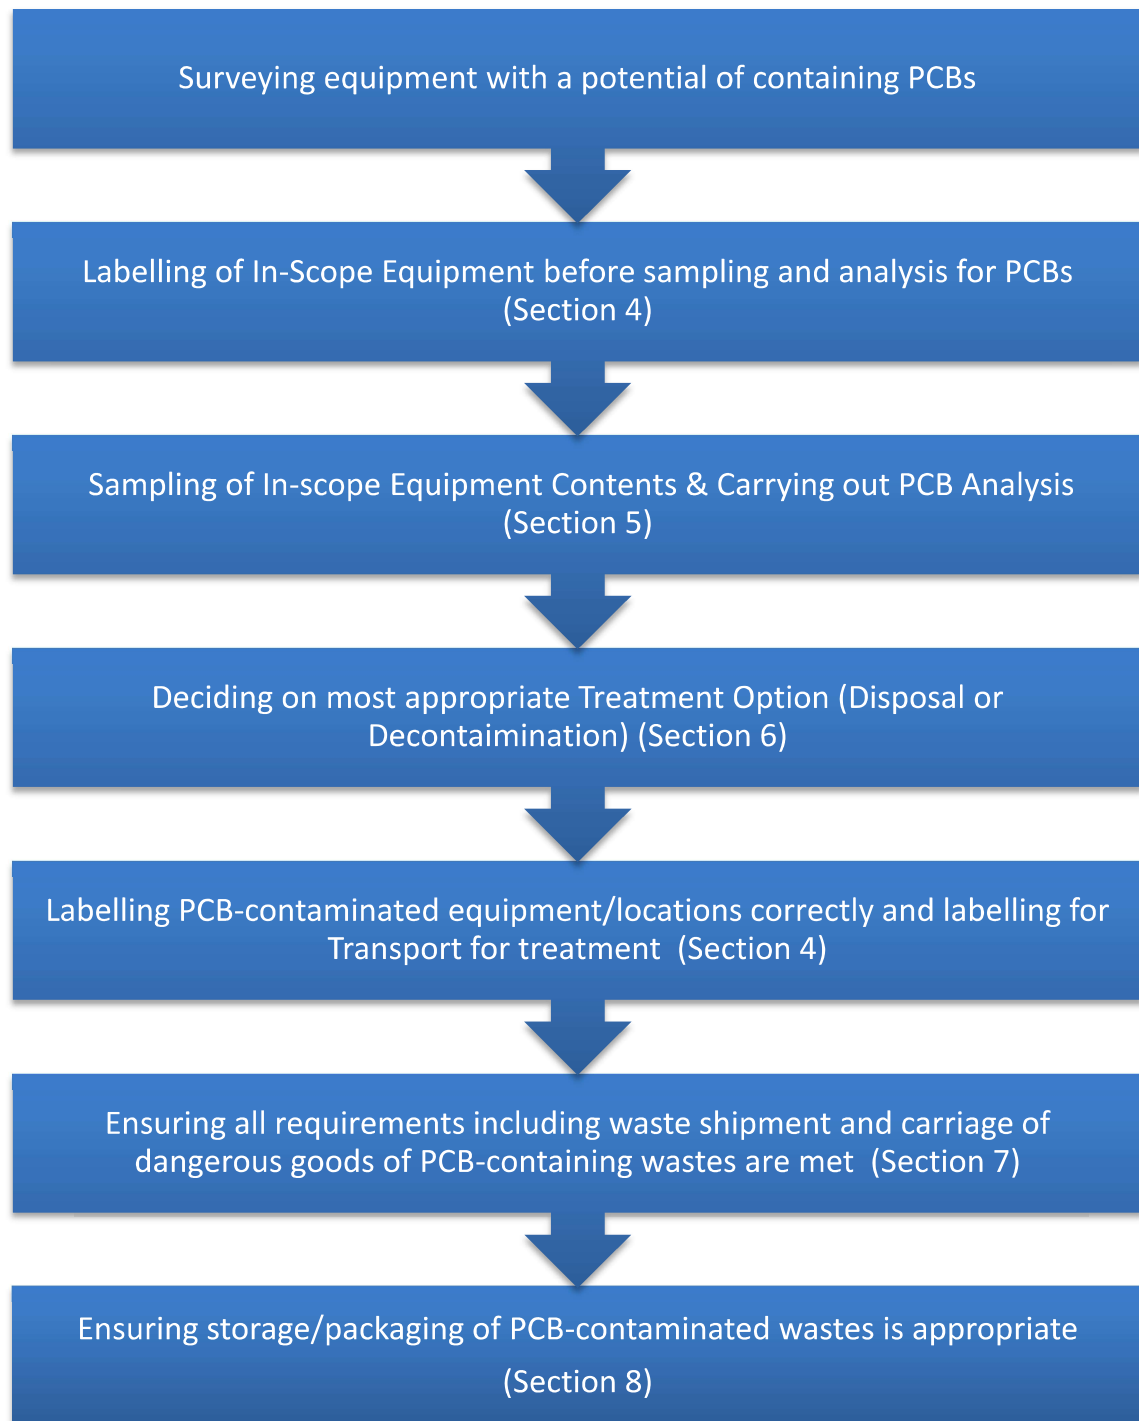 Surveying equipment with a potential of containing PCBs
Labelling of In-Scope Equipment before sampling and analysis for PCBs
(Section 4)
Sampling of In-scope Equipment Contents & Carrying out PCB Analysis
(Section 5)
Deciding on most appropriate Treatment Option (Disposal or
Decontaimination) (Section 6)
Labelling PCB-contaminated equipment/locations correctly and labelling for
Transport for treatment (Section 4)
Ensuring all requirements including waste shipment and carriage of
dangerous goods of PCB-containing wastes are met (Section 7)
Ensuring storage/packaging of PCB-contaminated wastes is appropriate
(Section 8)